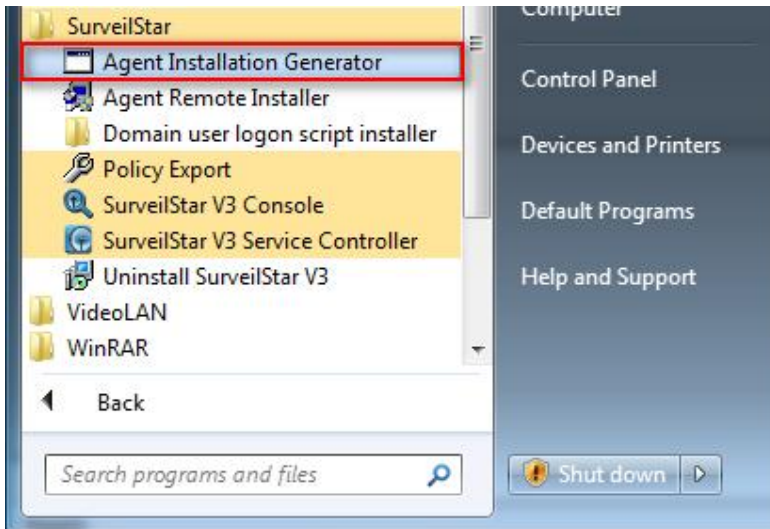 SurveilStar
Agent Installation Generator
Agent Remote Installer
Domain user logon script installer
Policy Export
SurveilStar V3 Console
SurveilStar V3 Service Controller
Uninstall SurveilStar V3
VideoLAN
WinRAR
Back
Search programs and files
Computer
Control Panel
Devices and Printers
Default Programs
Help and Support
Shut down